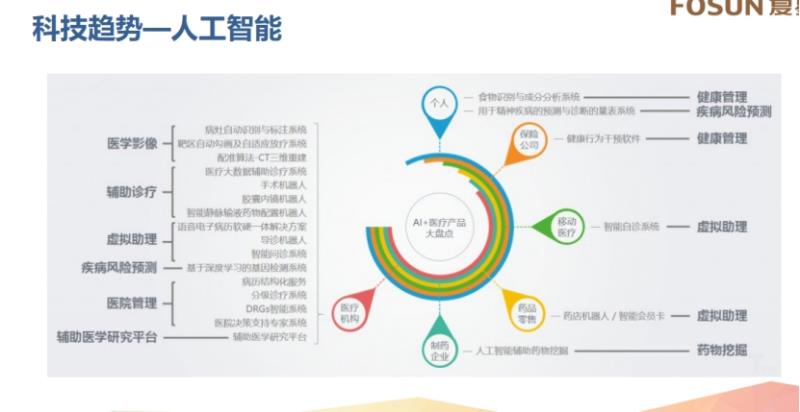 FOSUN 复星
科技趋势—人工智能
个人
食物识别与成分分析系统
健康管理
用于精神疾病的预测与诊断的量表系统
疾病风险预测
保险
公司
健康行为干预软件
健康管理
移动
医疗
智能自诊系统
虚拟助理
药品
零售
药店机器人 / 智能会员卡
虚拟助理
制药
企业
人工智能辅助药物挖掘
药物挖掘
医疗
机构
AI+医疗产品
大盘点
医学影像
病灶自动识别与标注系统
靶区自动勾画及自适应放疗系统
配准算法·CT三维重建
辅助诊疗
医疗大数据辅助诊疗系统
手术机器人
胶囊内镜机器人
智能静脉输液药物配置机器人
虚拟助理
语音电子病历软硬一体解决方案
导诊机器人
智能问诊系统
疾病风险预测
基于深度学习的基因检测系统
医院管理
病历结构化服务
分级诊疗系统
DRGs智能系统
医院决策支持专家系统
辅助医学研究平台
辅助医学研究平台